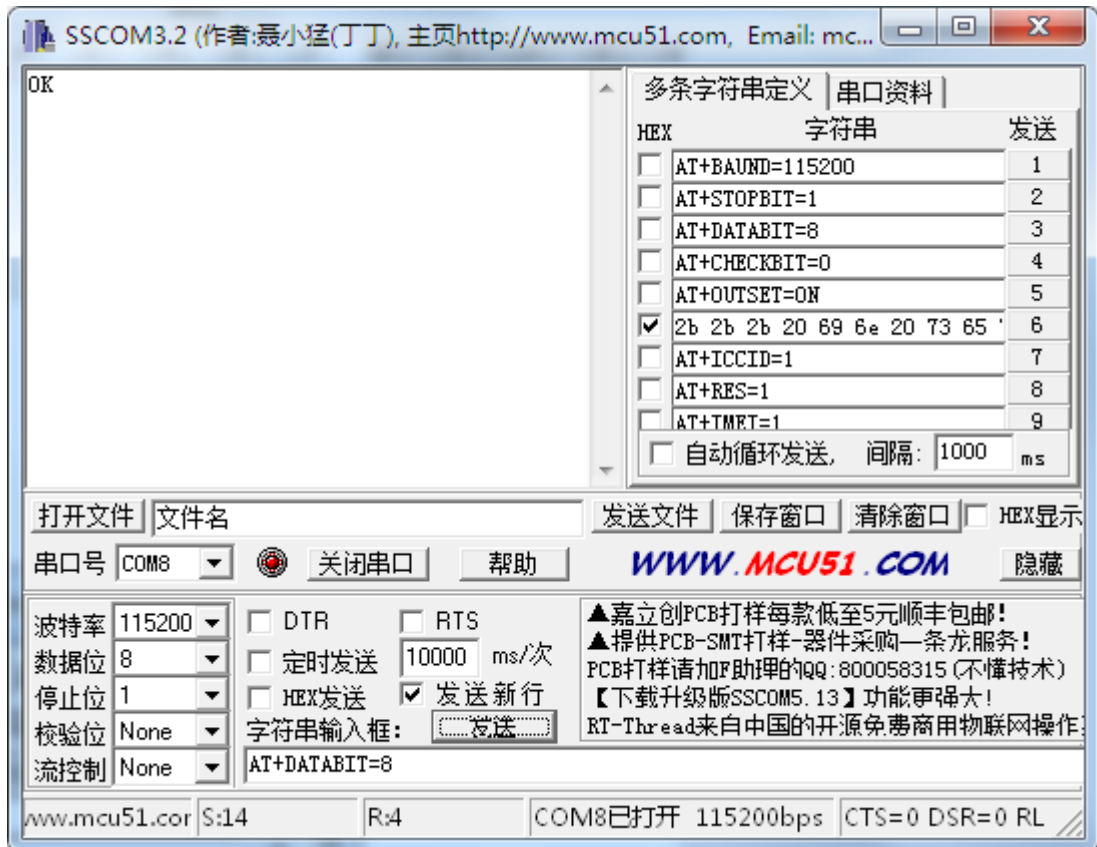 SSCOM3.2 (作者:聂小猛(丁丁), 主页http://www.mcu51.com, Email: mc...
OK
多条字符串定义 串口资料
HEX 字符串 发送
AT+BAUND=115200 1
AT+STOPBIT=1 2
AT+DATABIT=8 3
AT+CHECKBIT=0 4
AT+OUTSET=ON 5
2b 2b 2b 20 69 6e 20 73 65 6
AT+ICCID=1 7
AT+RES=1 8
AT+TMET=1 9
自动循环发送, 间隔: 1000 ms
打开文件 文件名 发送文件 保存窗口 清除窗口 HEX显示
串口号 COM8 关闭串口 帮助 WWW.MCU51.COM 隐藏
波特率 115200 DTR RTS
数据位 8 定时发送 10000 ms/次
停止位 1 HEX发送 发送新行
校验位 None 字符串输入框: 发送
流控制 None AT+DATABIT=8
▲嘉立创PCB打样每款低至5元顺丰包邮!
▲提供PCB-SMT打样-器件采购—条龙服务!
PCB打样请加F助理的QQ:800058315(不懂技术)
【下载升级版SSCOM5.13】功能更强大!
RT-Thread来自中国的开源免费商用物联网操作
www.mcu51.cor S:14 R:4 COM8已打开 115200bps CTS=0 DSR=0 RL